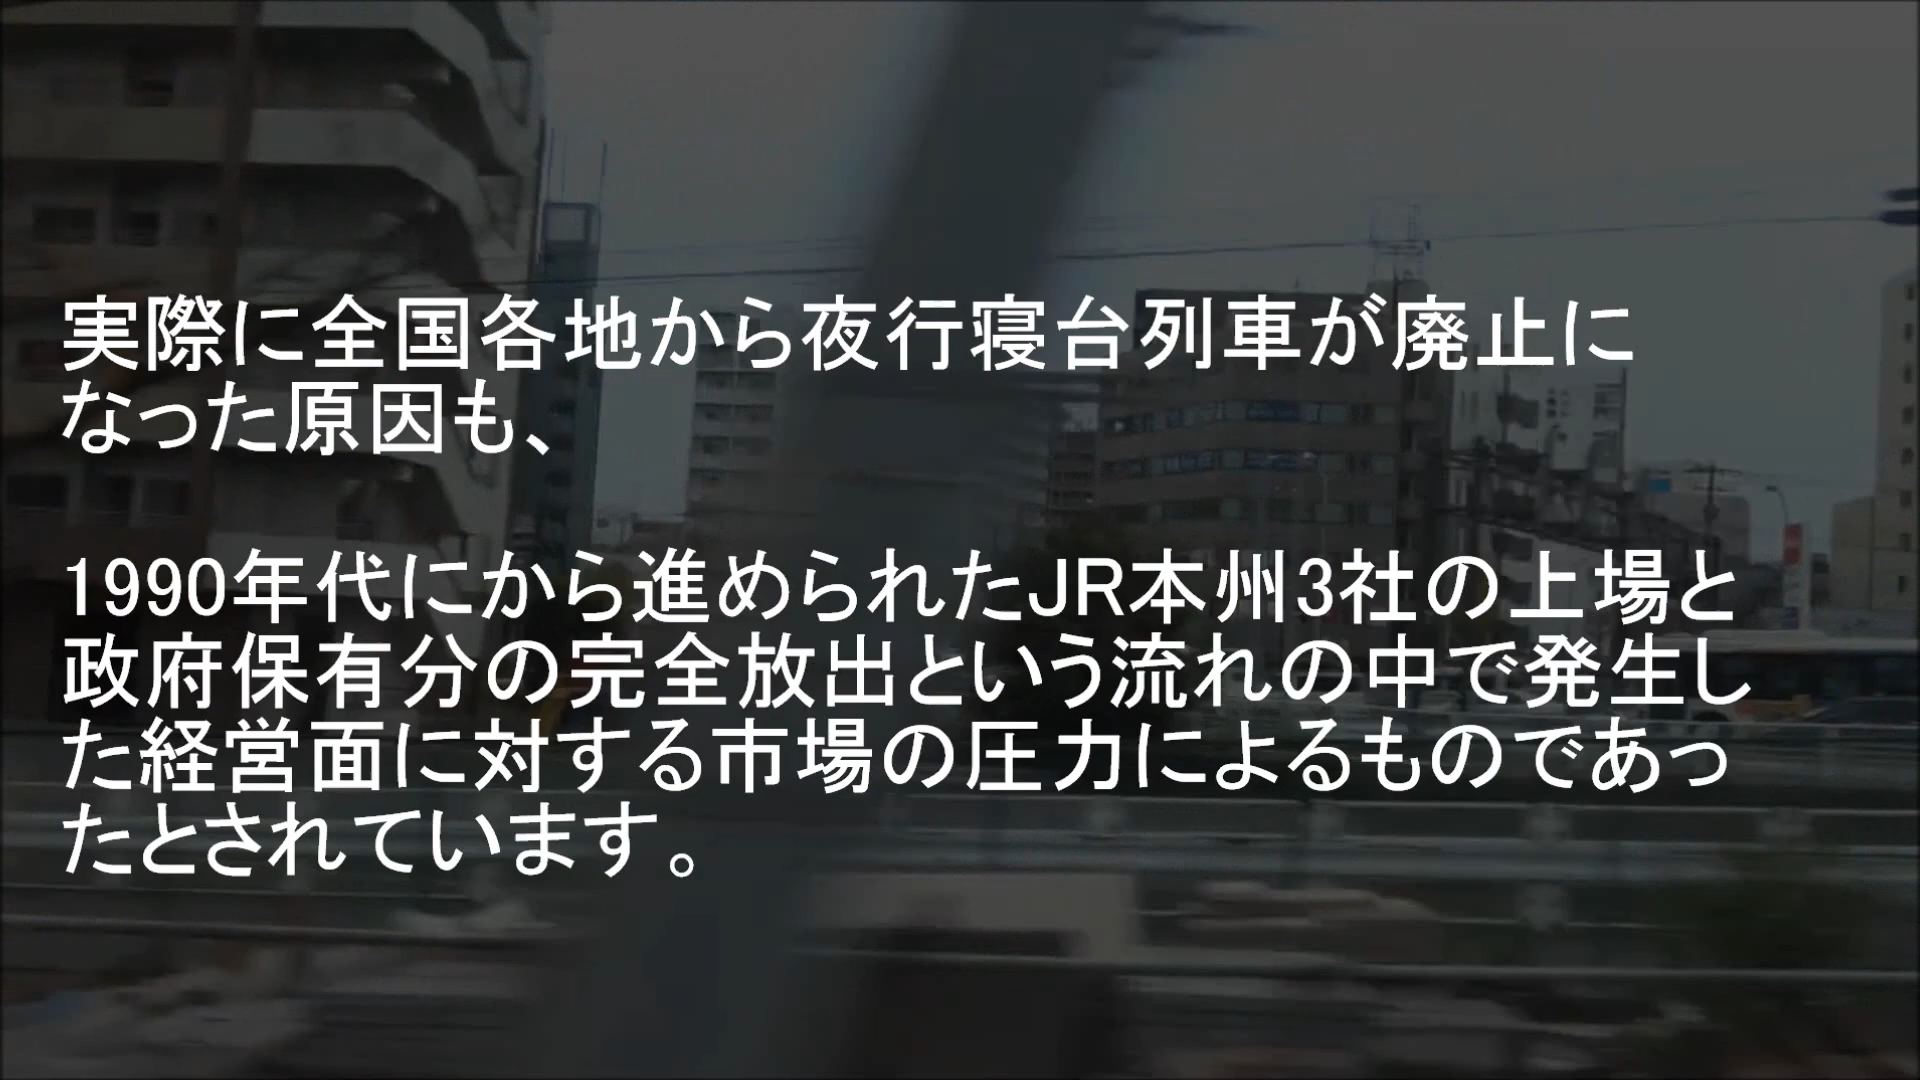 実際に全国各地から夜行寝台列車が廃止に
なった原因も、
1990年代にから進められたJR本州3社の上場と
政府保有分の完全放出という流れの中で発生し
た経営面に対する市場の圧力によるものであっ
たとされています。